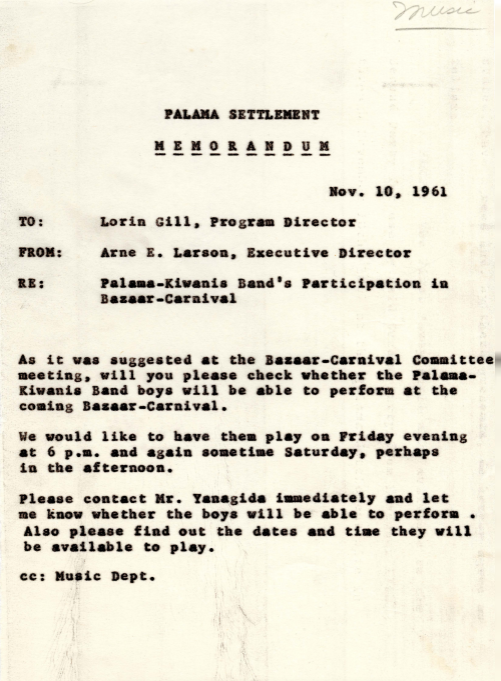 Music
PALAMA SETTLEMENT
M E M O R A N D U M
Nov. 10, 1961
TO: Lorin Gill, Program Director
FROM: Arne E. Larson, Executive Director
RE: Palama-Kiwanis Band's Participation in
Bazaar-Carnival
As it was suggested at the Bazaar-Carnival Committee
meeting, will you please check whether the Palama-
Kiwanis Band boys will be able to perform at the
coming Bazaar-Carnival.
We would like to have them play on Friday evening
at 6 p.m. and again sometime Saturday, perhaps
in the afternoon.
Please contact Mr. Yanagida immediately and let
me know whether the boys will be able to perform .
Also please find out the dates and time they will
be available to play.
cc: Music Dept.